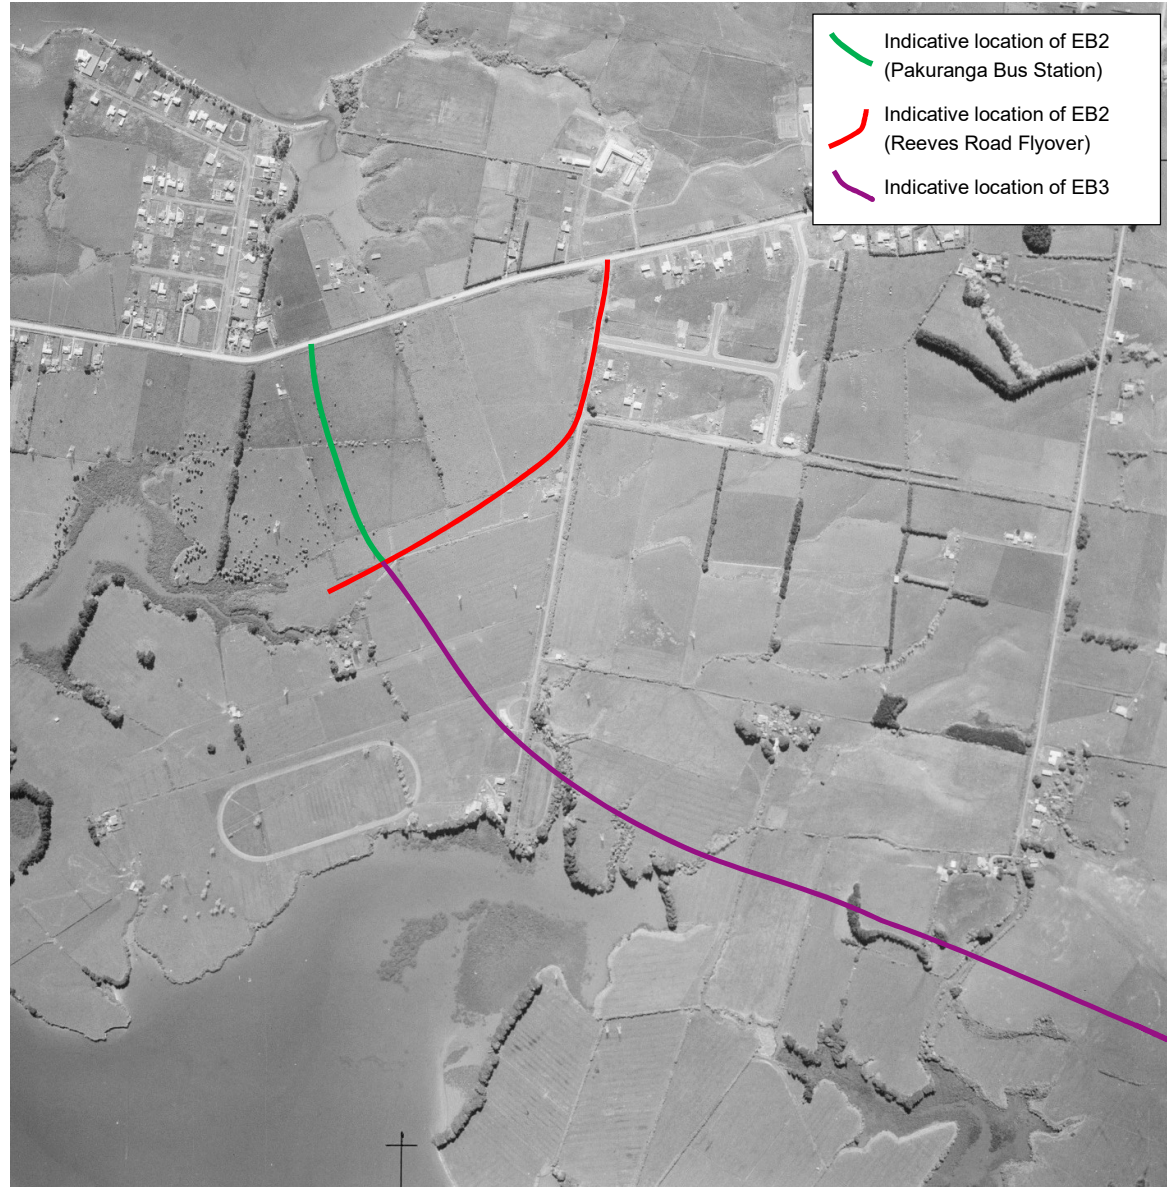 Indicative location of EB2
(Pakuranga Bus Station)
Indicative location of EB2
(Reeves Road Flyover)
Indicative location of EB3